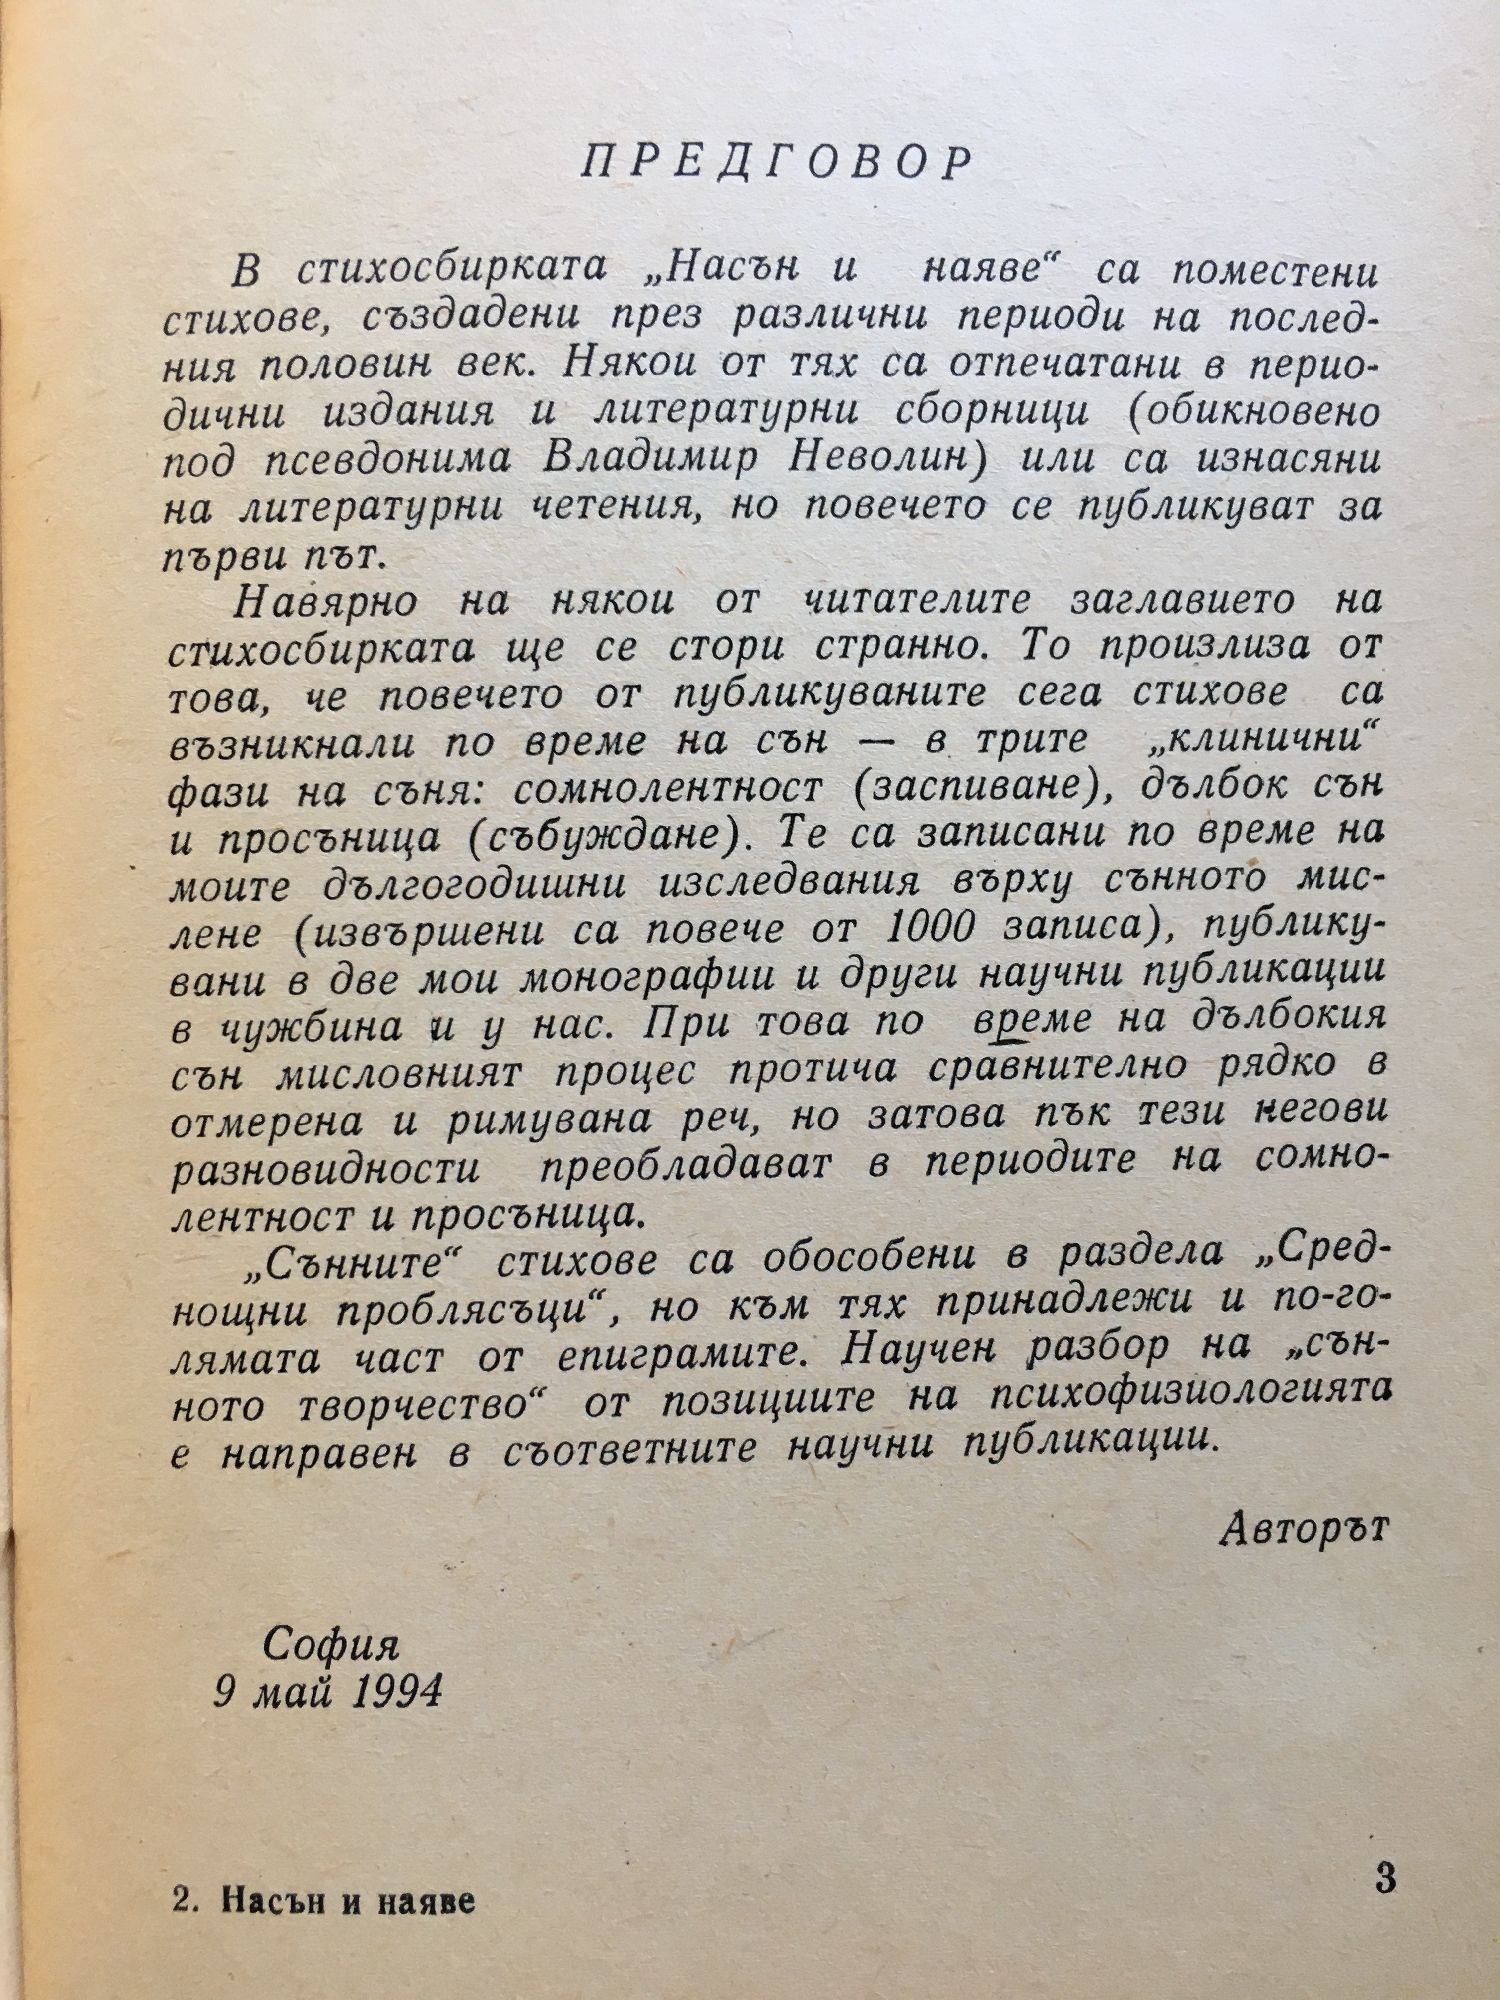 ПРЕДГОВОР
В стихосбирката „Насън и наяве“ са поместени
стихове, създадени през различни периоди на послед-
ния половин век. Някои от тях са отпечатани в перио-
дични издания и литературни сборници (обикновено
под псевдонима Владимир Неволин) или са изнасяни
на литературни четения, но повечето се публикуват за
първи път.
Навярно на някои от читателите заглавието на
стихосбирката ще се стори странно. То произлиза от
това, че повечето от публикуваните сега стихове са
възникнали по време на сън — в трите „клинични“
фази на съня: сомнолентност (заспиване), дълбок сън
и просъница (събуждане). Те са записани по време на
моите дългогодишни изследвания върху сънното мис-
лене (извършени са повече от 1000 записа), публику-
вани в две мои монографии и други научни публикации
в чужбина и у нас. При това по време на дълбокия
сън мисловният процес протича сравнително рядко в
отмерена и римувана реч, но затова пък тези негови
разновидности преобладават в периодите на сомно-
лентност и просъница.
„Сънните“ стихове са обособени в раздела „Сред-
нощни проблясъци“, но към тях принадлежи и по-го-
лямата част от епиграмите. Научен разбор на „сън-
ното творчество“ от позициите на психофизиологията
е направен в съответните научни публикации.
Авторът
София
9 май 1994
2. Насън и наяве
3